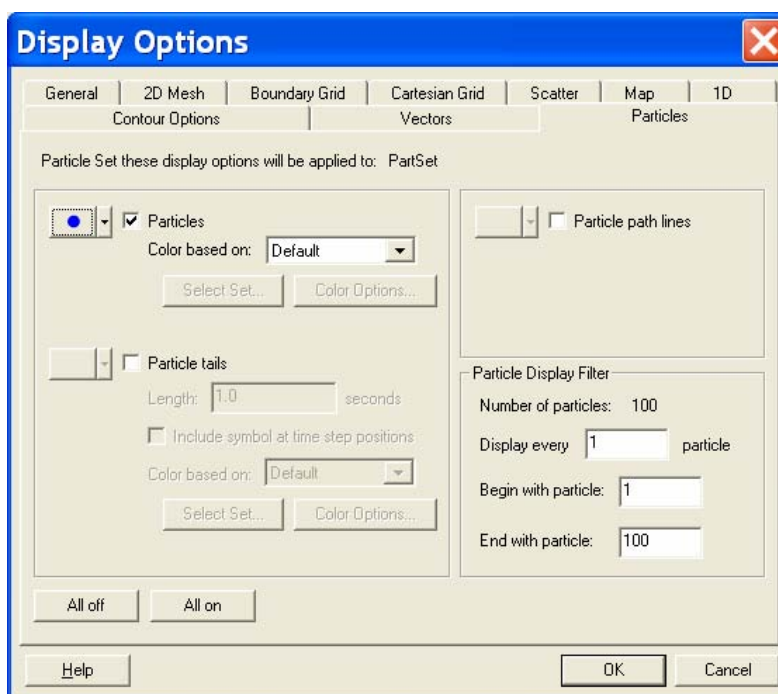 Display Options
General 2D Mesh Boundary Grid Cartesian Grid Scatter Map 1D
Contour Options Vectors Particles
Particle Set these display options will be applied to: PartSet
Particles
Color based on: Default
Select Set... Color Options...
Particle tails
Length: 1.0 seconds
Include symbol at time step positions
Color based on: Default
Select Set... Color Options...
Particle path lines
Particle Display Filter
Number of particles: 100
Display every 1 particle
Begin with particle: 1
End with particle: 100
All off All on
Help OK Cancel